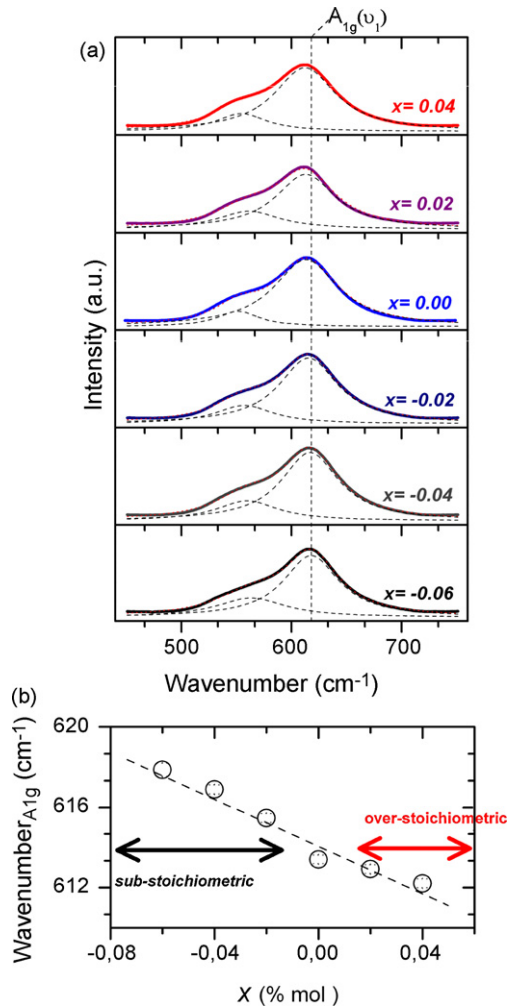 A1g(υ1)
(a)
x= 0.04
x= 0.02
x= 0.00
x= -0.02
x= -0.04
x= -0.06
Intensity (a.u.)
500 600 700
Wavenumber (cm-1)
(b)
620
616
612
WavenumberA1g (cm-1)
over-stoichiometric
sub-stoichiometric
-0,08 -0,04 0,00 0,04
X (% mol )